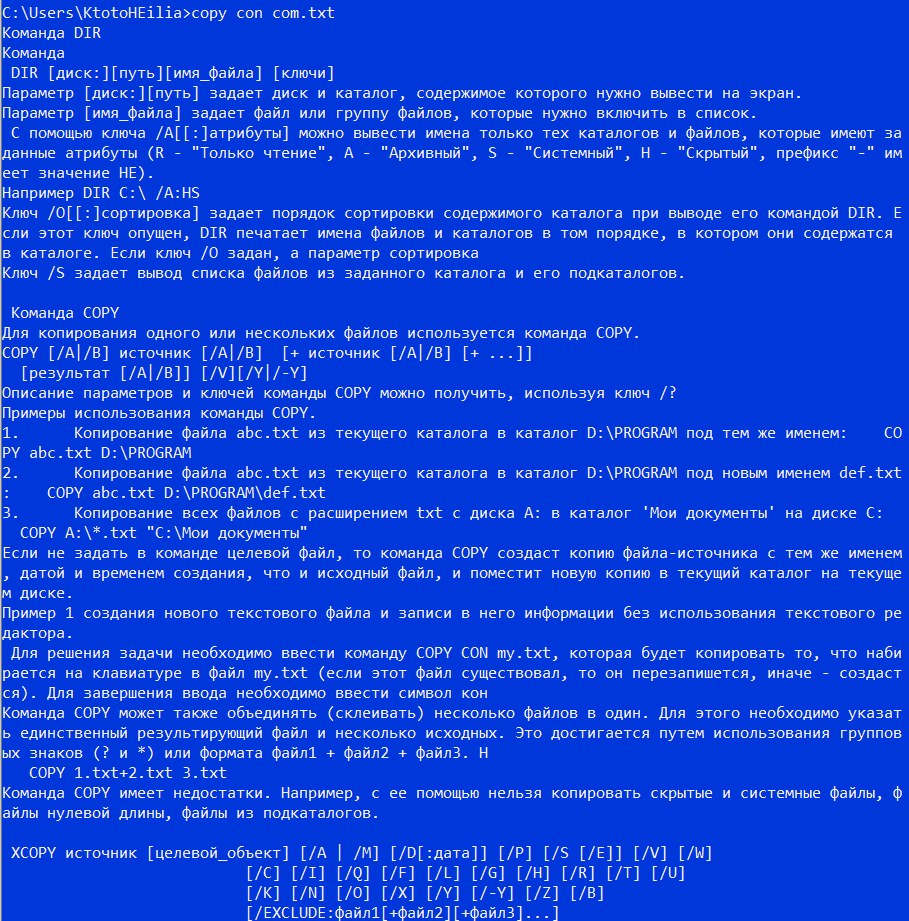 C:\Users\KtotoHEilia>copy con com.txt
Команда DIR
Команда
 DIR [диск:][путь][имя_файла] [ключи]
Параметр [диск:][путь] задает диск и каталог, содержимое которого нужно вывести на экран.
Параметр [имя_файла] задает файл или группу файлов, которые нужно включить в список.
 С помощью ключа /A[[:]атрибуты] можно вывести имена только тех каталогов и файлов, которые имеют за
данные атрибуты (R - "Только чтение", A - "Архивный", S - "Системный", H - "Скрытый", префикс "-" им
еет значение НЕ).
Например DIR C:\ /A:HS
Ключ /O[[:]сортировка] задает порядок сортировки содержимого каталога при выводе его командой DIR. Е
сли этот ключ опущен, DIR печатает имена файлов и каталогов в том порядке, в котором они содержатся
в каталоге. Если ключ /O задан, а параметр сортировка
Ключ /S задает вывод списка файлов из заданного каталога и его подкаталогов.

 Команда COPY
Для копирования одного или нескольких файлов используется команда COPY.
COPY [/A|/B] источник [/A|/B]  [+ источник [/A|/B] [+ ...]]
  [результат [/A|/B]] [/V][/Y|/-Y]
Описание параметров и ключей команды COPY можно получить, используя ключ /?
Примеры использования команды COPY.
1.      Копирование файла abc.txt из текущего каталога в каталог D:\PROGRAM под тем же именем:    CO
PY abc.txt D:\PROGRAM
2.      Копирование файла abc.txt из текущего каталога в каталог D:\PROGRAM под новым именем def.txt
:    COPY abc.txt D:\PROGRAM\def.txt
3.      Копирование всех файлов с расширением txt с диска A: в каталог 'Мои документы' на диске C:
  COPY A:\*.txt "C:\Мои документы"
Если не задать в команде целевой файл, то команда COPY создаст копию файла-источника с тем же именем
, датой и временем создания, что и исходный файл, и поместит новую копию в текущий каталог на текуще
м диске.
Пример 1 создания нового текстового файла и записи в него информации без использования текстового ре
дактора.
 Для решения задачи необходимо ввести команду COPY CON my.txt, которая будет копировать то, что наби
рается на клавиатуре в файл my.txt (если этот файл существовал, то он перезапишется, иначе - создаст
ся). Для завершения ввода необходимо ввести символ кон
Команда COPY может также объединять (склеивать) несколько файлов в один. Для этого необходимо указат
ь единственный результирующий файл и несколько исходных. Это достигается путем использования группов
ых знаков (? и *) или формата файл1 + файл2 + файл3. Н
   COPY 1.txt+2.txt 3.txt
Команда COPY имеет недостатки. Например, с ее помощью нельзя копировать скрытые и системные файлы, ф
айлы нулевой длины, файлы из подкаталогов.

 XCOPY источник [целевой_объект] [/A | /M] [/D[:дата]] [/P] [/S [/E]] [/V] [/W]
                           [/C] [/I] [/Q] [/F] [/L] [/G] [/H] [/R] [/T] [/U]
                           [/K] [/N] [/O] [/X] [/Y] [/-Y] [/Z] [/B]
                           [/EXCLUDE:файл1[+файл2][+файл3]...]